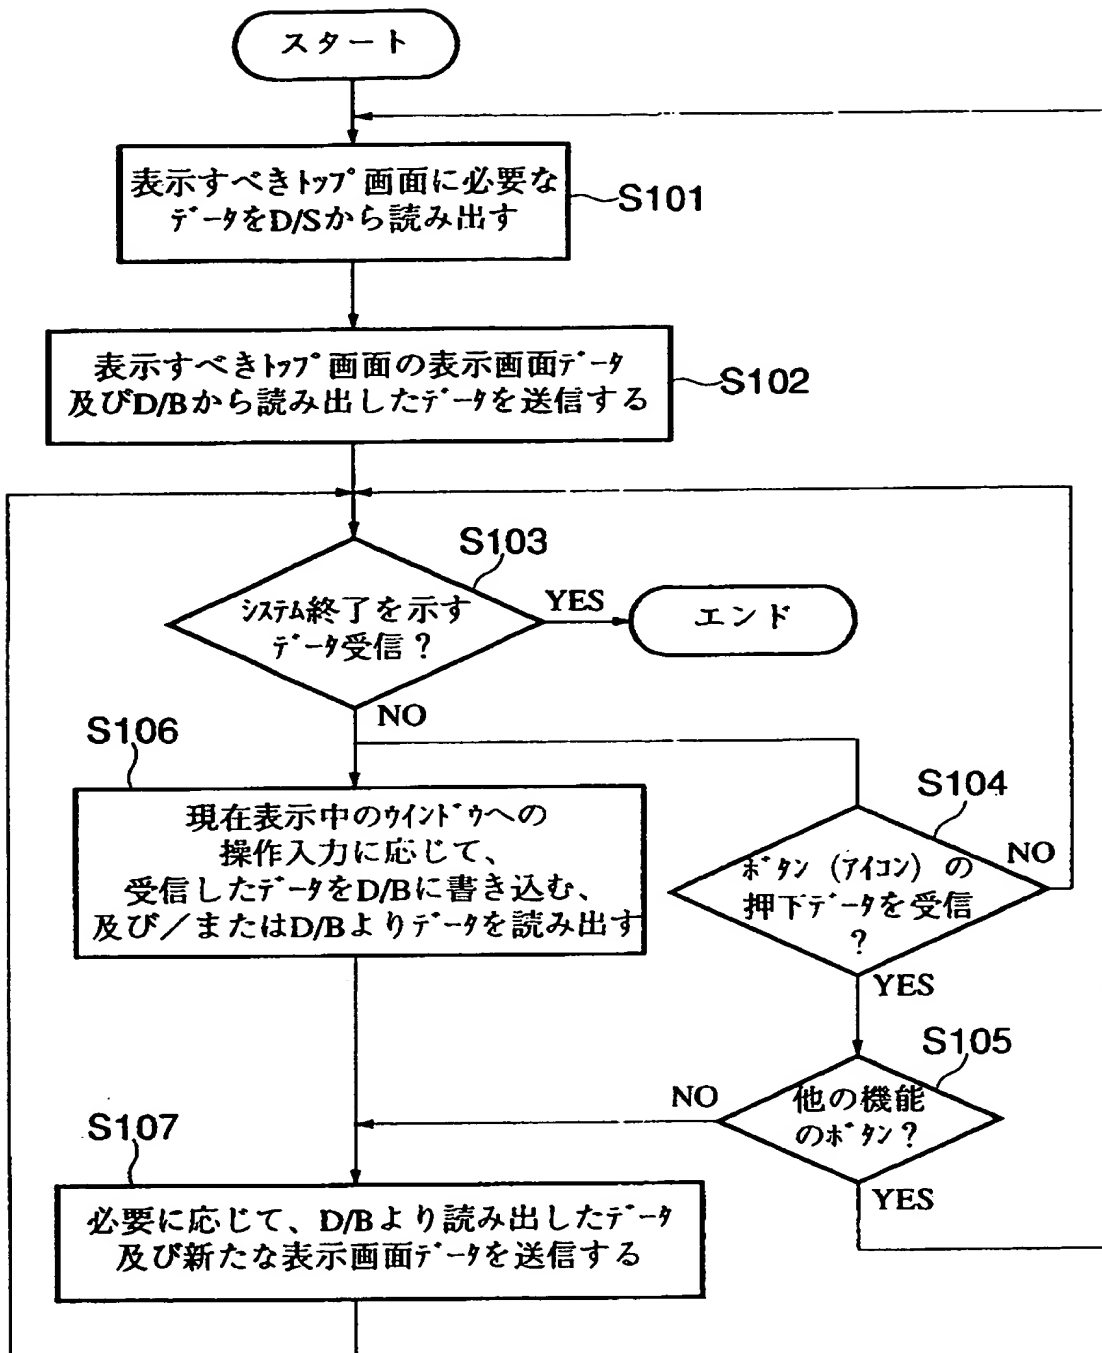 スタート
表示すべきトップ画面に必要な
データをD/Sから読み出す
S101
表示すべきトップ画面の表示画面データ
及びD/Bから読み出したデータを送信する
S102
S103
システム終了を示す
データ受信?
YES
エンド
NO
S106
現在表示中のウインドウへの
操作入力に応じて、
受信したデータをD/Bに書き込む、
及び/またはD/Bよりデータを読み出す
S104
ボタン (アイコン) の
押下データを受信
?
NO
YES
S105
他の機能
のボタン?
NO
YES
S107
必要に応じて、D/Bより読み出したデータ
及び新たな表示画面データを送信する